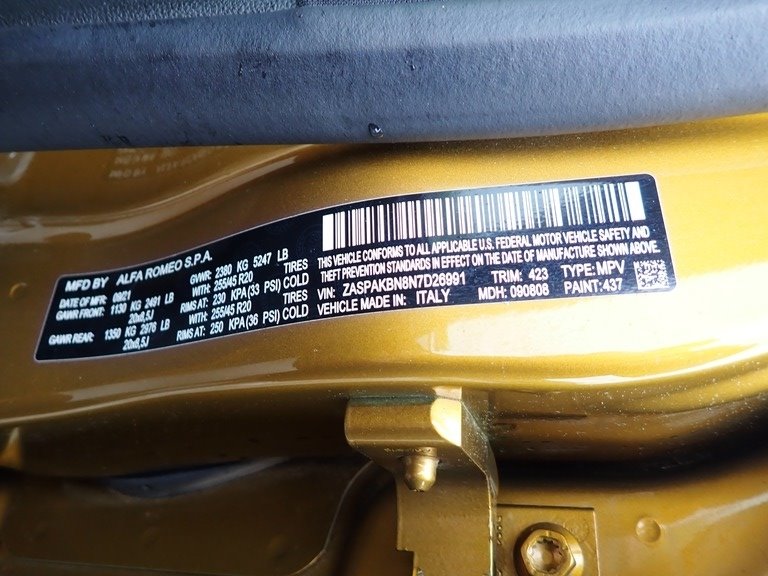 MFD BY ALFA ROMEO S.P.A.
DATE OF MFR: 09/21 GVWR: 2380 KG 5247 LB
GAWR FRONT: 1130 KG 2491 LB WITH: 255/45 R20 TIRES
20x8,5J RIMS AT: 230 KPA (33 PSI) COLD
GAWR REAR: 1350 KG 2976 LB WITH: 255/45 R20 TIRES
20x8,5J RIMS AT: 250 KPA (36 PSI) COLD
THIS VEHICLE CONFORMS TO ALL APPLICABLE U.S. FEDERAL MOTOR VEHICLE SAFETY AND
THEFT PREVENTION STANDARDS IN EFFECT ON THE DATE OF MANUFACTURE SHOWN ABOVE.
VIN: ZASPAKBN8N7D26991 TRIM: 423 TYPE: MPV
VEHICLE MADE IN: ITALY MDH: 090808 PAINT: 437